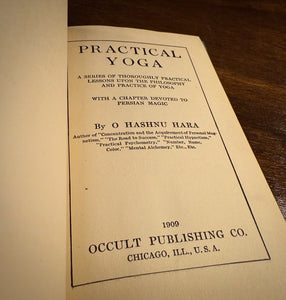 PRACTICAL
YOGA
A SERIES OF THOROUGHLY PRACTICAL
LESSONS UPON THE PHILOSOPHY
AND PRACTICE OF YOGA
WITH A CHAPTER DEVOTED TO
PERSIAN MAGIC
By O HASHNU HARA
Author of "Concentration and the Acquirement of Personal Mag-
netism," "The Road to Success," "Practical Hypnotism,"
"Practical Psychometry," "Number, Name,
Color," "Mental Alchemy," Etc., Etc.
1909
OCCULT PUBLISHING CO.
CHICAGO, ILL., U. S. A.